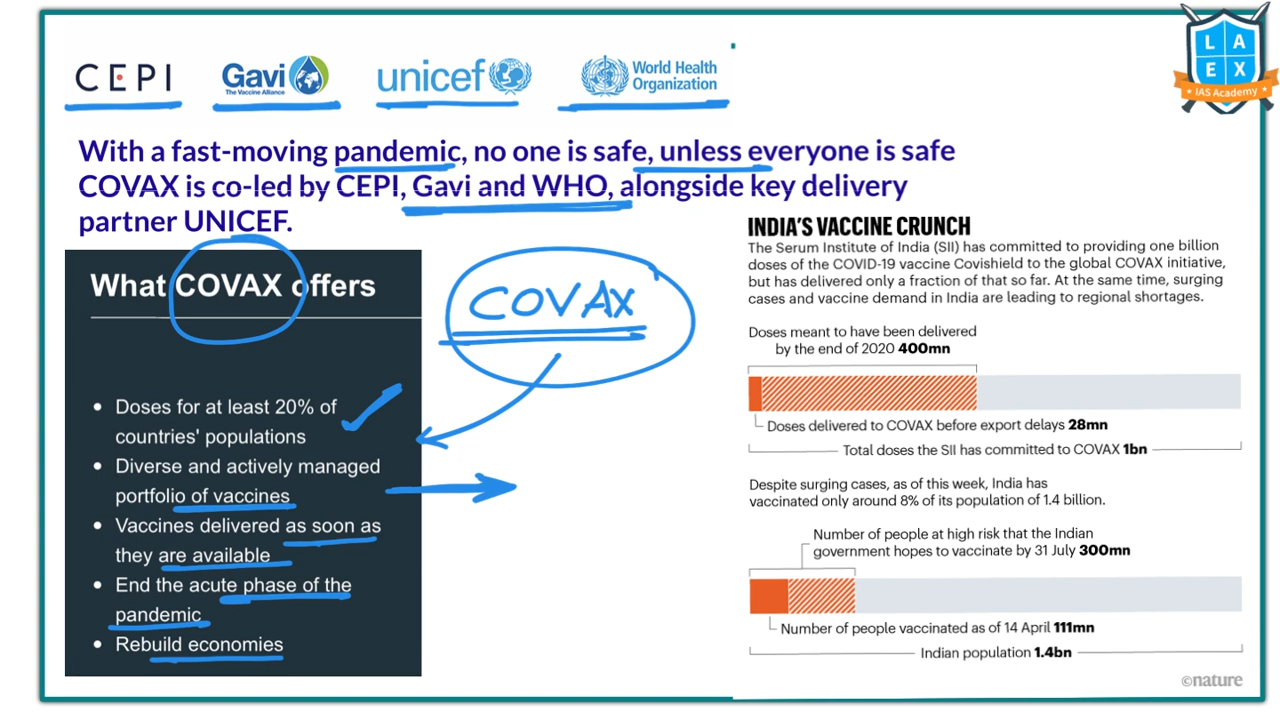 CEPI
Gavi
The Vaccine Alliance
unicef
World Health
Organization
L A
E X
IAS Academy
With a fast-moving pandemic, no one is safe, unless everyone is safe
COVAX is co-led by CEPI, Gavi and WHO, alongside key delivery
partner UNICEF.
What COVAX offers
• Doses for at least 20% of
countries' populations
• Diverse and actively managed
portfolio of vaccines
• Vaccines delivered as soon as
they are available
• End the acute phase of the
pandemic
• Rebuild economies
COVAX
INDIA'S VACCINE CRUNCH
The Serum Institute of India (SII) has committed to providing one billion
doses of the COVID-19 vaccine Covishield to the global COVAX initiative,
but has delivered only a fraction of that so far. At the same time, surging
cases and vaccine demand in India are leading to regional shortages.
Doses meant to have been delivered
by the end of 2020 400mn
Doses delivered to COVAX before export delays 28mn
Total doses the SII has committed to COVAX 1bn
Despite surging cases, as of this week, India has
vaccinated only around 8% of its population of 1.4 billion.
Number of people at high risk that the Indian
government hopes to vaccinate by 31 July 300mn
Number of people vaccinated as of 14 April 111mn
Indian population 1.4bn
©nature